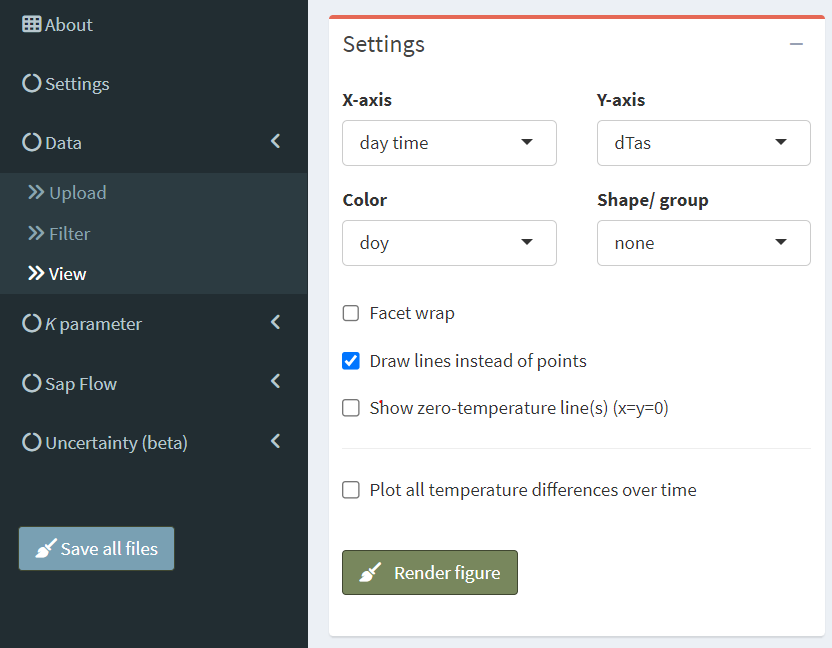 About
Settings
Data
Upload
Filter
View
K parameter
Sap Flow
Uncertainty (beta)
Save all files
Settings
X-axis
Y-axis
day time
dTas
Color
Shape/ group
doy
none
Facet wrap
Draw lines instead of points
Show zero-temperature line(s) (x=y=0)
Plot all temperature differences over time
Render figure